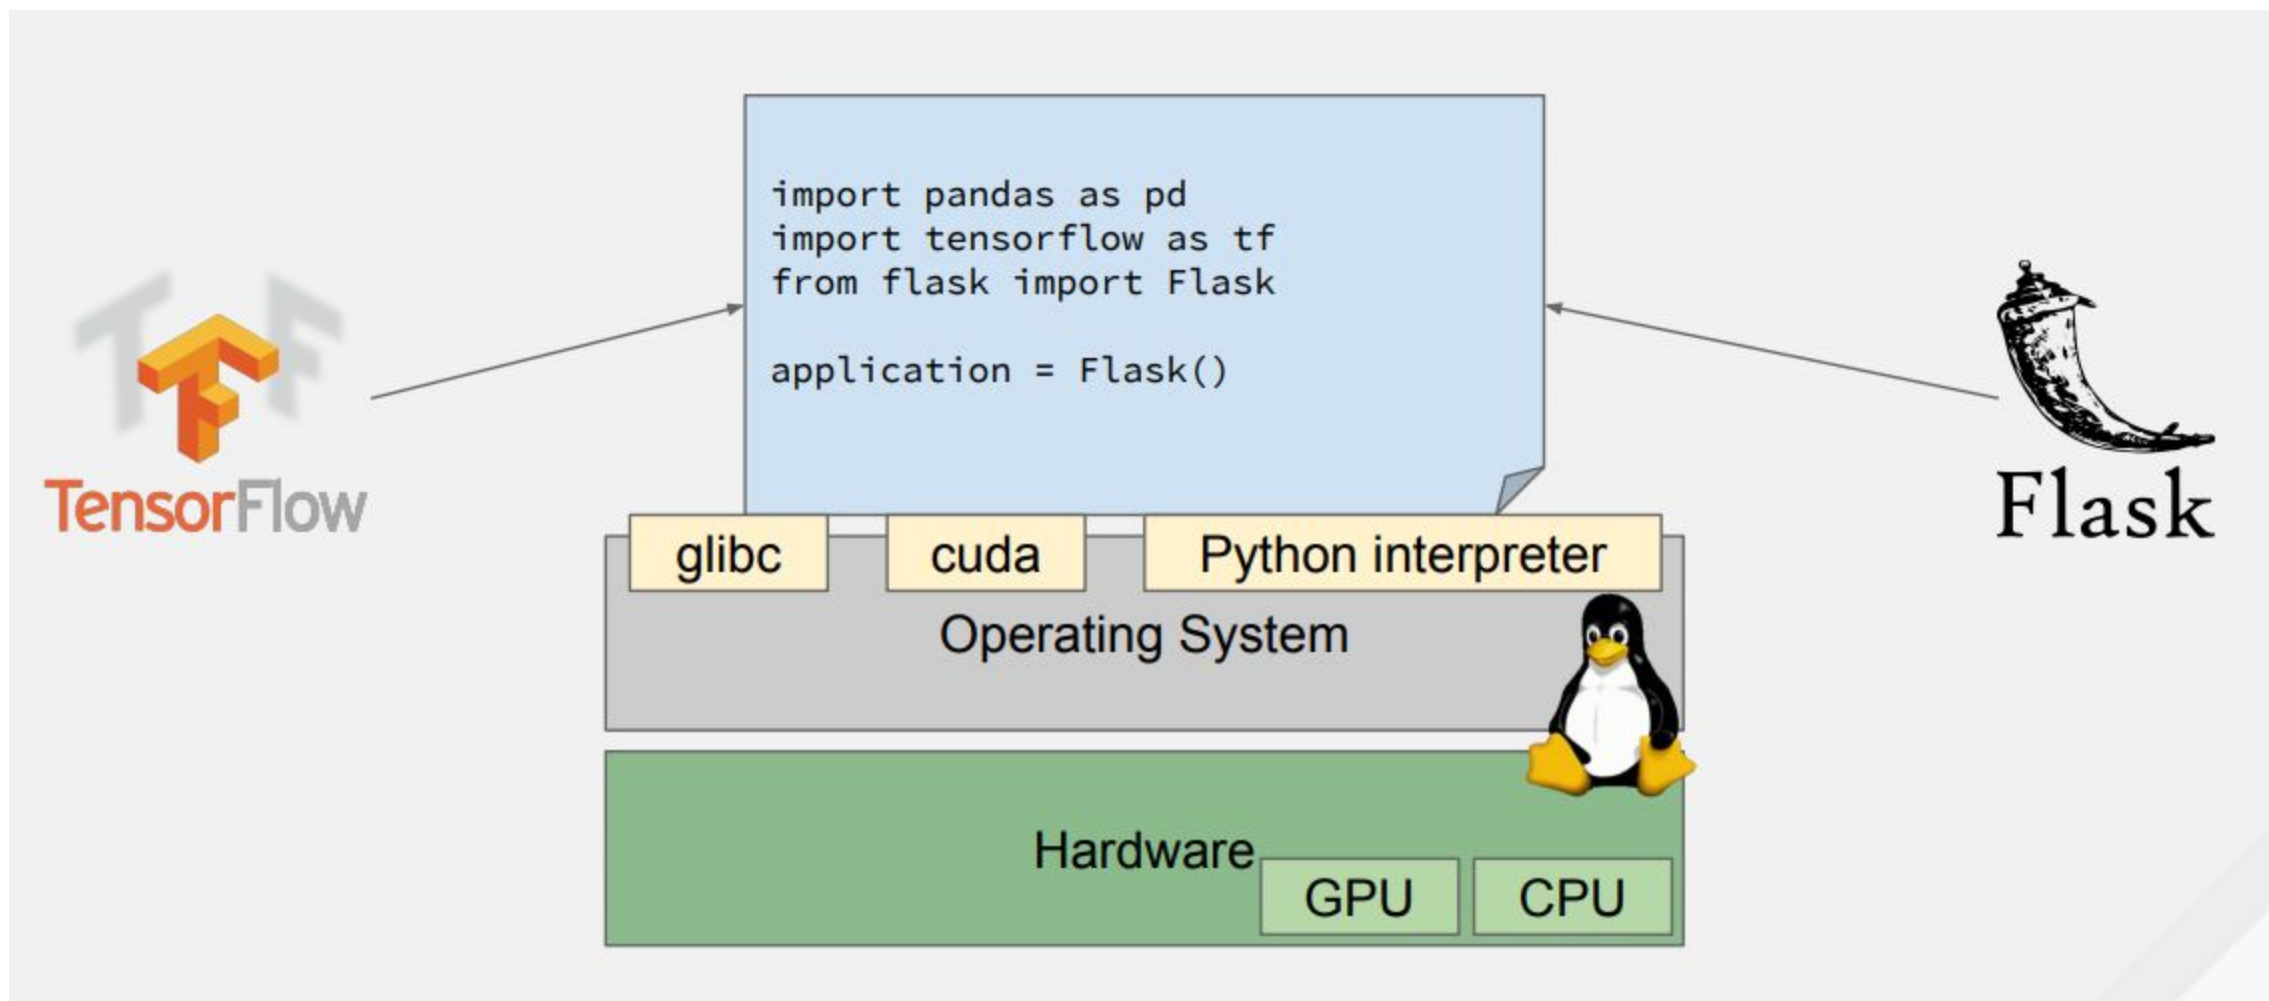 import pandas as pd
import tensorflow as tf
from flask import Flask
application = Flask()
TensorFlow
Flask
glibc
cuda
Python interpreter
Operating System
Hardware
GPU
CPU